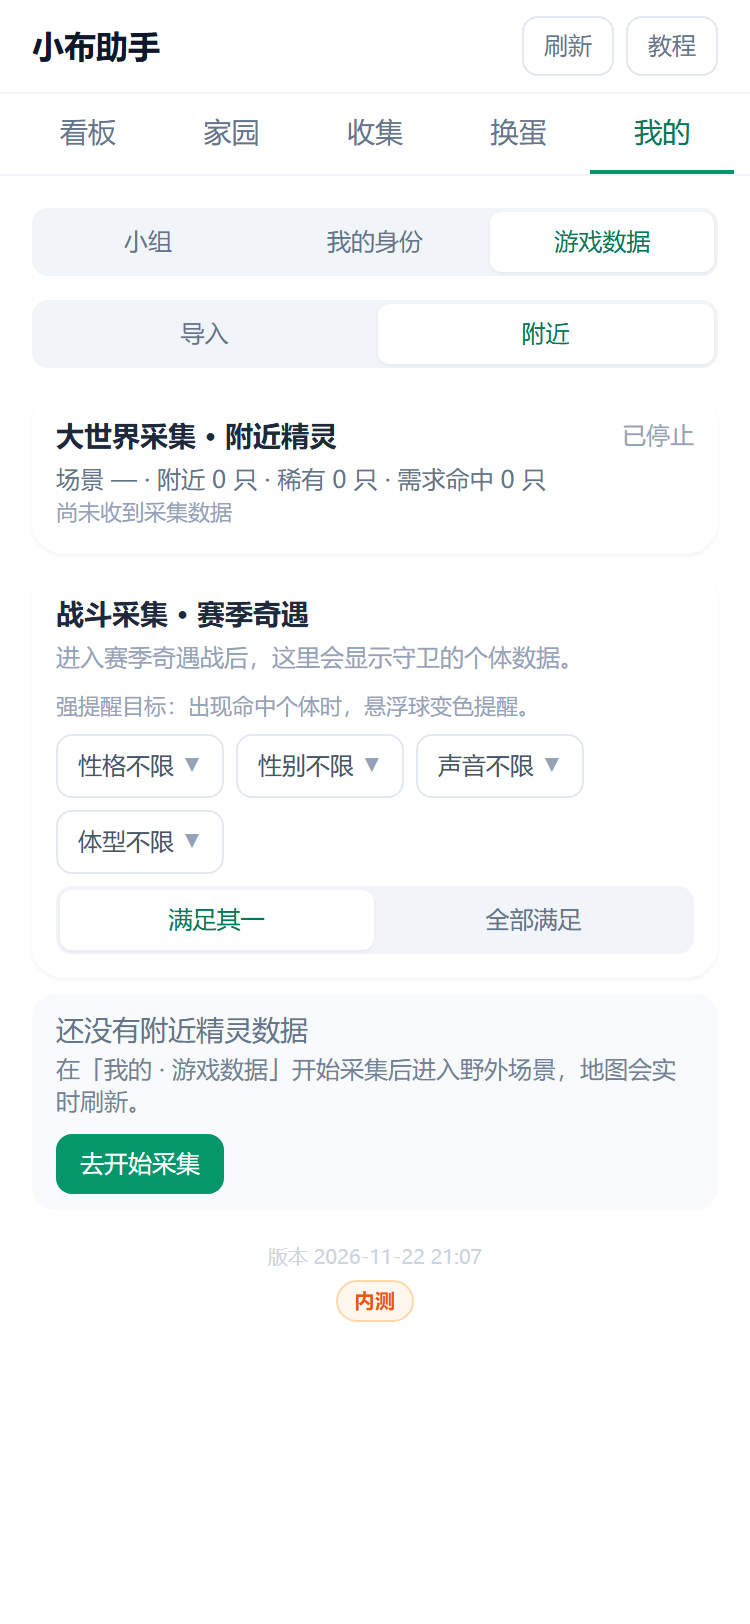 小布助手
刷新
教程
看板
家园
收集
换蛋
我的
小组
我的身份
游戏数据
导入
附近
大世界采集 · 附近精灵
已停止
场景 — · 附近 0 只 · 稀有 0 只 · 需求命中 0 只
尚未收到采集数据
战斗采集 · 赛季奇遇
进入赛季奇遇战后，这里会显示守卫的个体数据。
强提醒目标：出现命中个体时，悬浮球变色提醒。
性格不限 ▼
性别不限 ▼
声音不限 ▼
体型不限 ▼
满足其一
全部满足
还没有附近精灵数据
在「我的 · 游戏数据」开始采集后进入野外场景，地图会实
时刷新。
去开始采集
版本 2026-11-22 21:07
内测